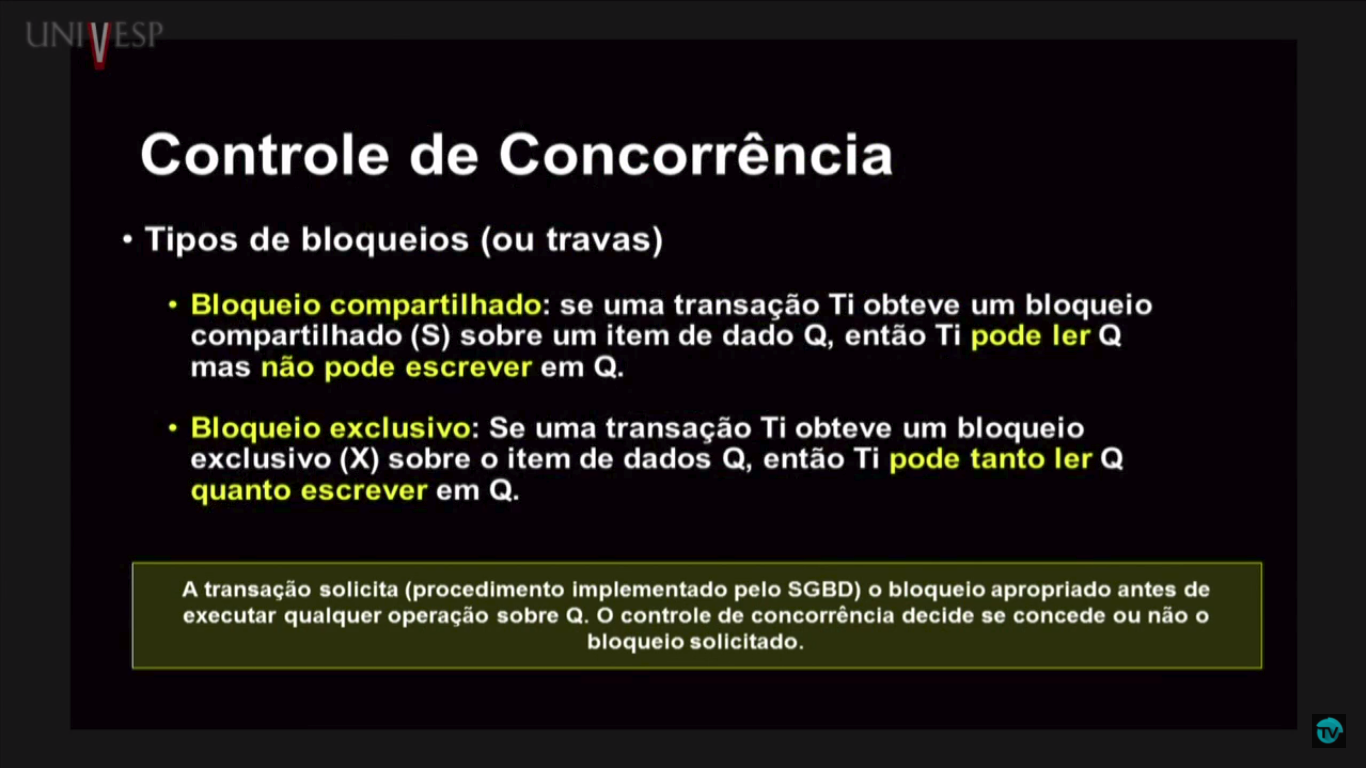 UNIVESP
Controle de Concorrência
• Tipos de bloqueios (ou travas)
• Bloqueio compartilhado: se uma transação Ti obteve um bloqueio
compartilhado (S) sobre um item de dado Q, então Ti pode ler Q
mas não pode escrever em Q.
• Bloqueio exclusivo: Se uma transação Ti obteve um bloqueio
exclusivo (X) sobre o item de dados Q, então Ti pode tanto ler Q
quanto escrever em Q.
A transação solicita (procedimento implementado pelo SGBD) o bloqueio apropriado antes de
executar qualquer operação sobre Q. O controle de concorrência decide se concede ou não o
bloqueio solicitado.
TV